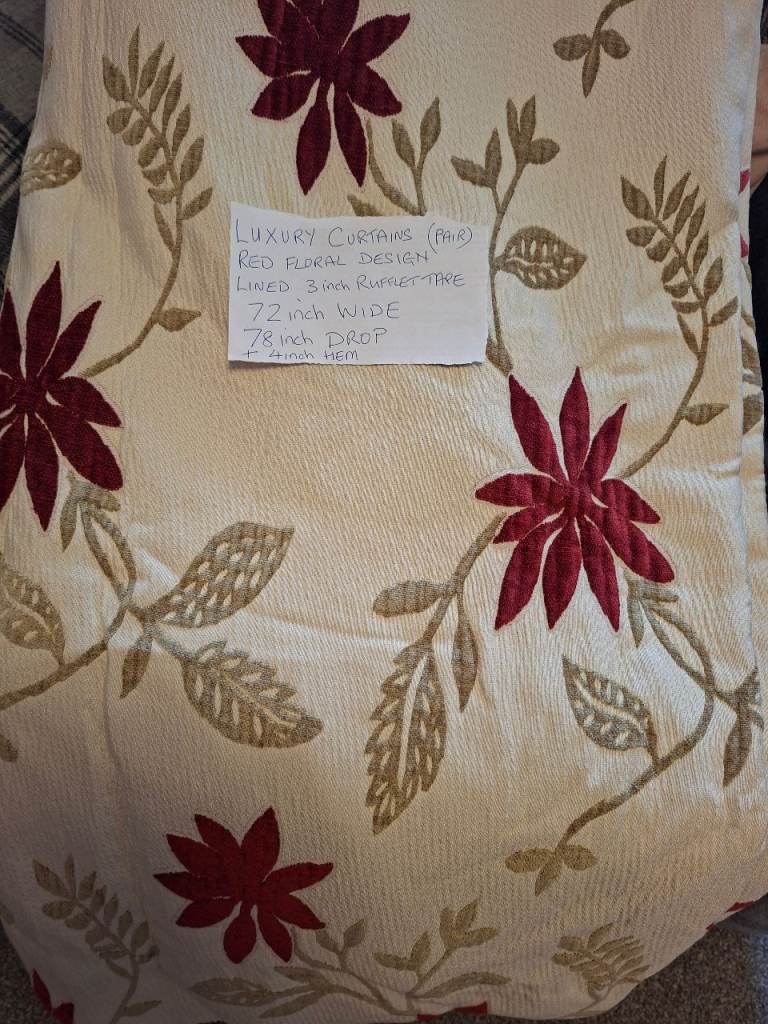 LUXURY CURTAINS (PAIR)
RED FLORAL DESIGN
LINED 3inch RUFFLET TAPE
72inch WIDE
78inch DROP
+ 4inch HEM